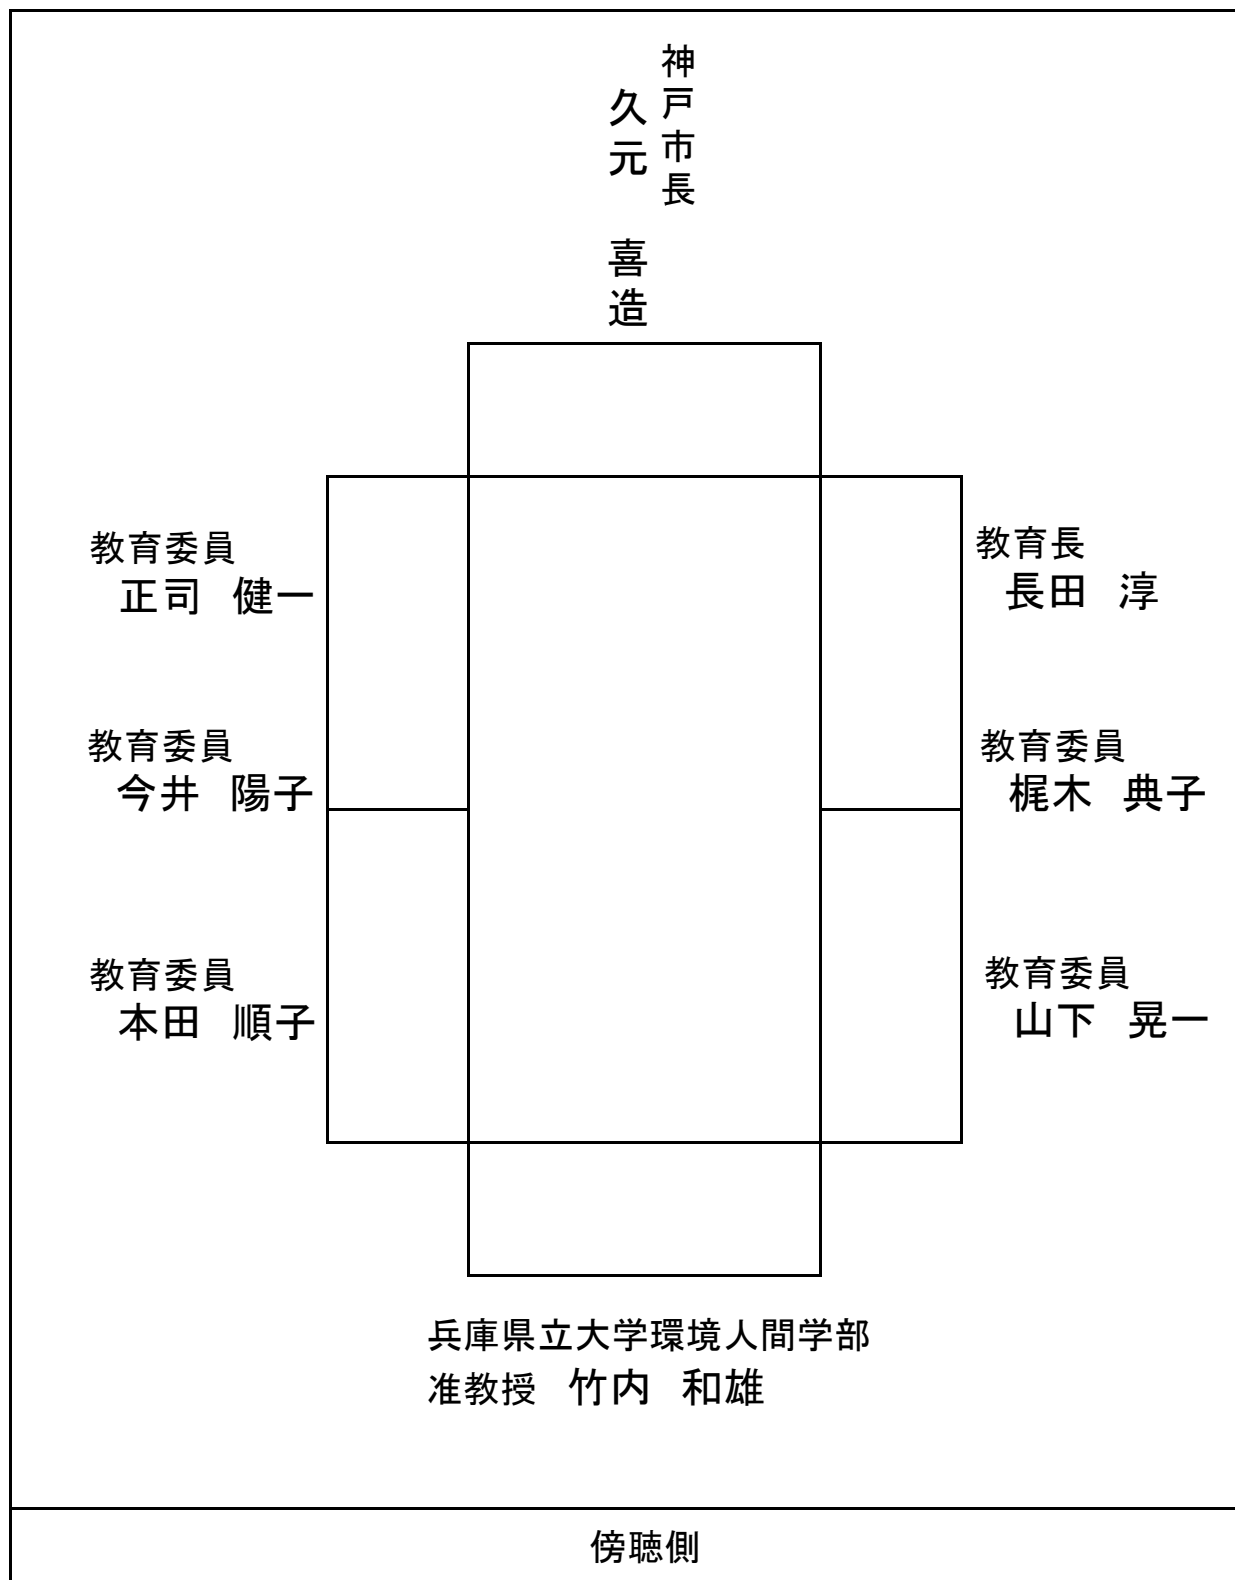 神戸市長
久元 喜造
教育委員
正司 健一
教育長
長田 淳
教育委員
今井 陽子
教育委員
梶木 典子
教育委員
本田 順子
教育委員
山下 晃一
兵庫県立大学環境人間学部
准教授 竹内 和雄
傍聴側